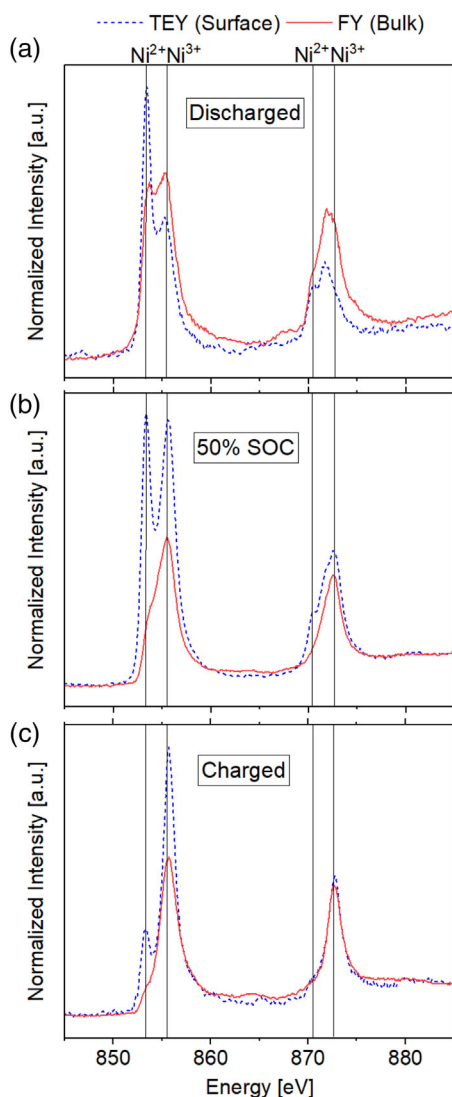 TEY (Surface) FY (Bulk)
(a) Ni²⁺ Ni³⁺ Ni²⁺ Ni³⁺
Discharged
Normalized Intensity [a.u.]
(b)
50% SOC
Normalized Intensity [a.u.]
(c)
Charged
Normalized Intensity [a.u.]
850 860 870 880
Energy [eV]